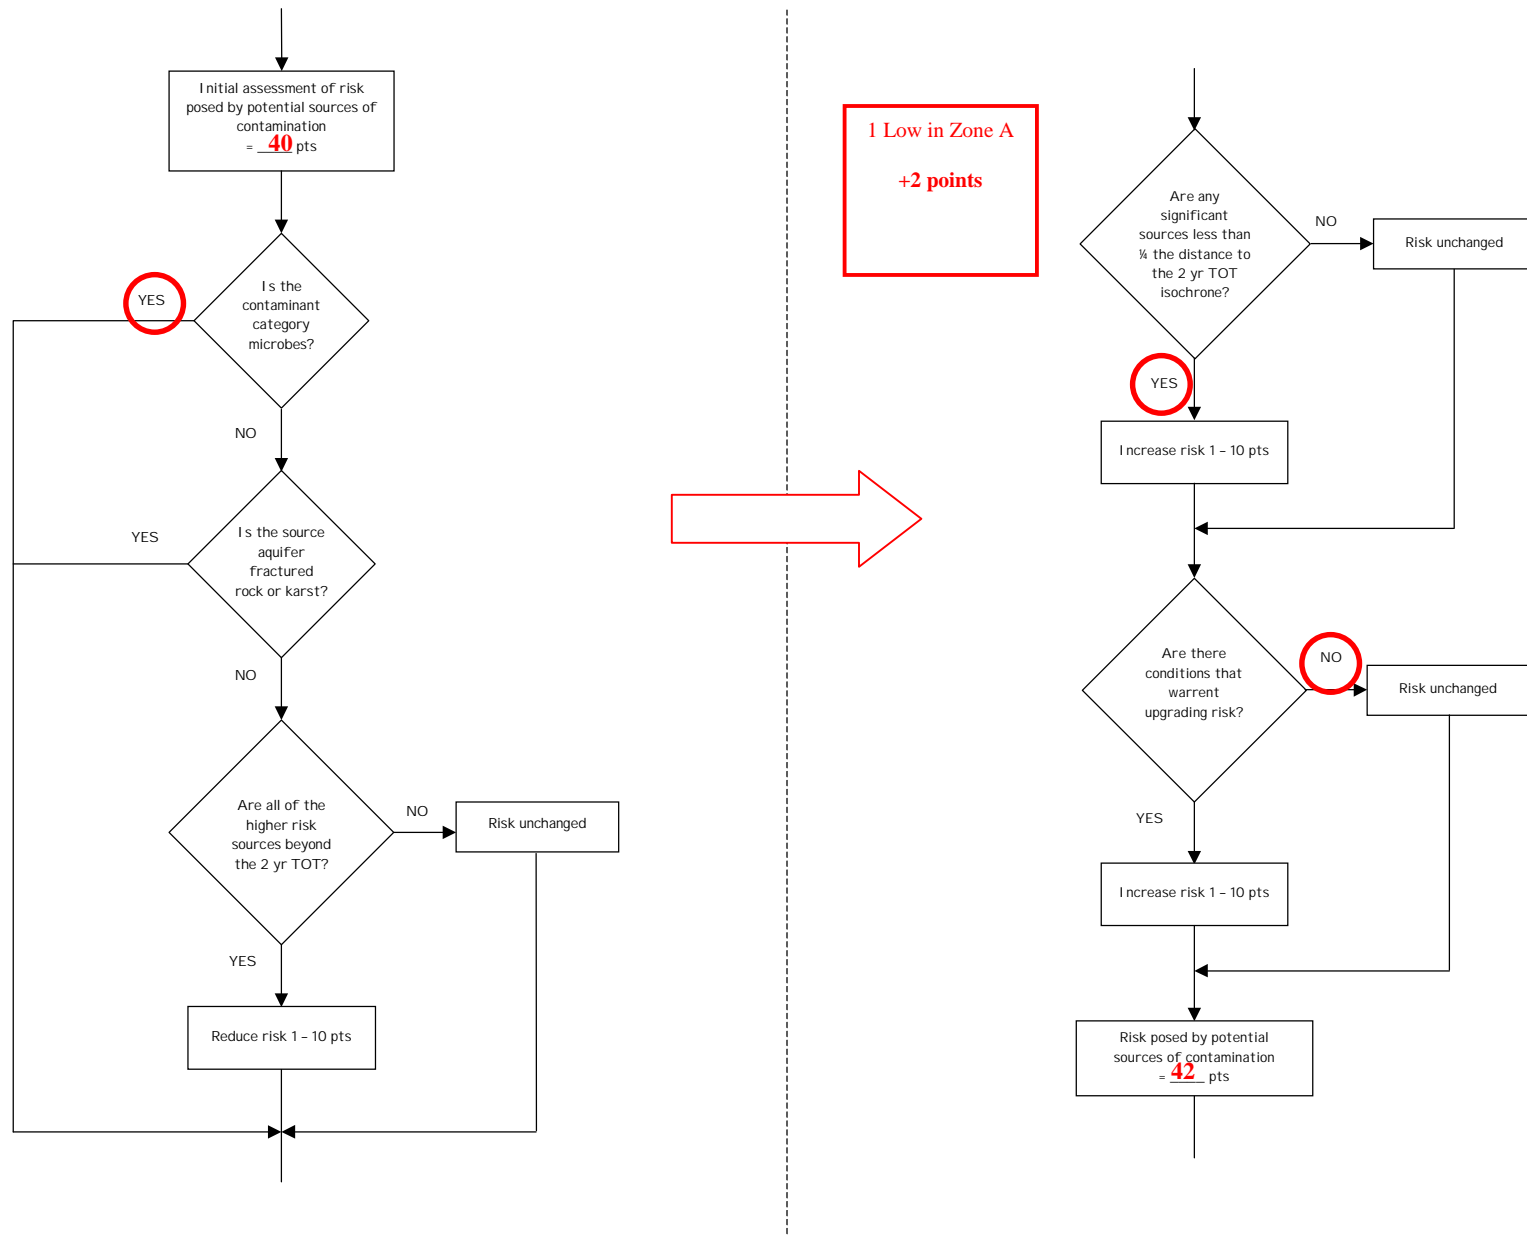 Initial assessment of risk
posed by potential sources of
contamination
= 40 pts
YES
Is the
contaminant
category
microbes?
NO
YES
Is the source
aquifer
fractured
rock or karst?
NO
Are all of the
higher risk
sources beyond
the 2 yr TOT?
NO
Risk unchanged
YES
Reduce risk 1 – 10 pts
1 Low in Zone A
+2 points
Are any
significant
sources less than
¼ the distance to
the 2 yr TOT
isochrone?
NO
Risk unchanged
YES
Increase risk 1 – 10 pts
Are there
conditions that
warrent
upgrading risk?
NO
Risk unchanged
YES
Increase risk 1 – 10 pts
Risk posed by potential
sources of contamination
= 42 pts